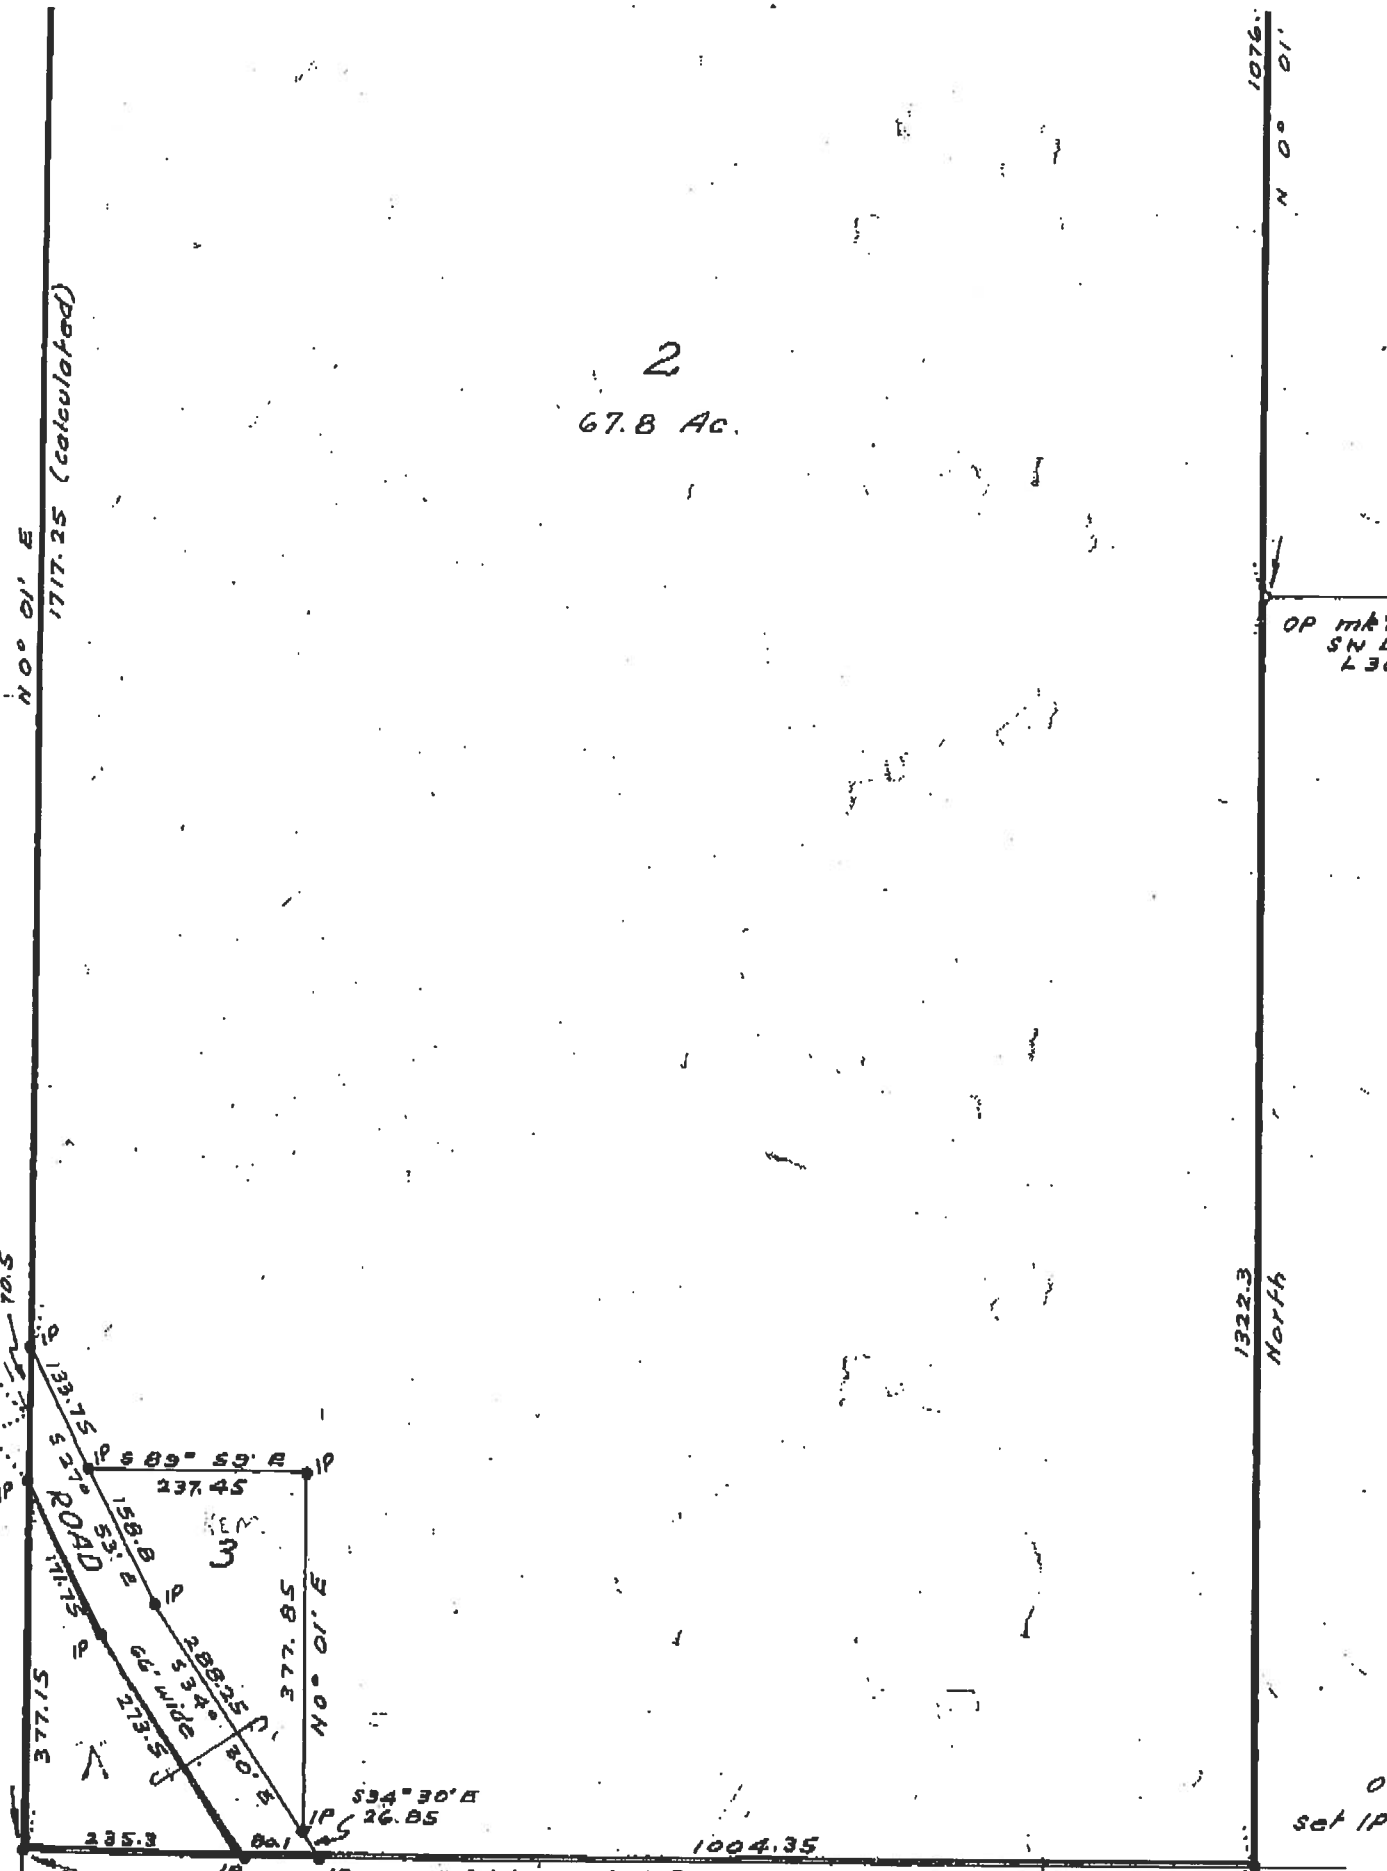 1076.
N 0° 01'
2
67.8 Ac.
N 0° 01' E
1717.25 (calculated)
OP
70.5
IP
133.75
S 27° 53' E
IP
S 89° 59' E
IP
237.45
ROAD
158.8
3
IP
171.75
IP
377.85
N 0° 01' E
66' wide
288.25
S 34° 30' E
273.5
377.15
1322.3
North
S 34° 30' E
26.85
IP
235.3
80.1
1004.35
set IP